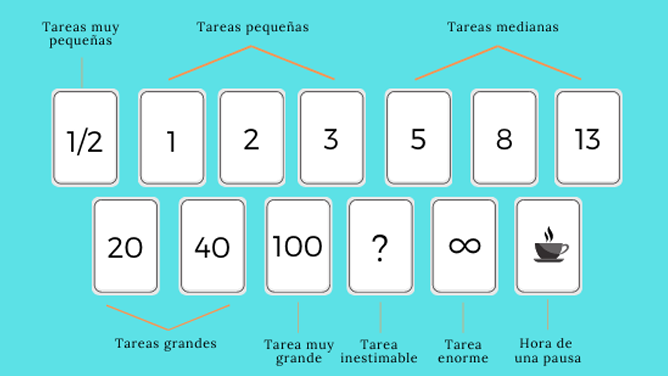 Tareas muy
pequeñas
Tareas pequeñas
Tareas medianas
1/2
1
2
3
5
8
13
20
40
100
?
∞
Tareas grandes
Tarea muy
grande
Tarea
inestimable
Tarea
enorme
Hora de
una pausa